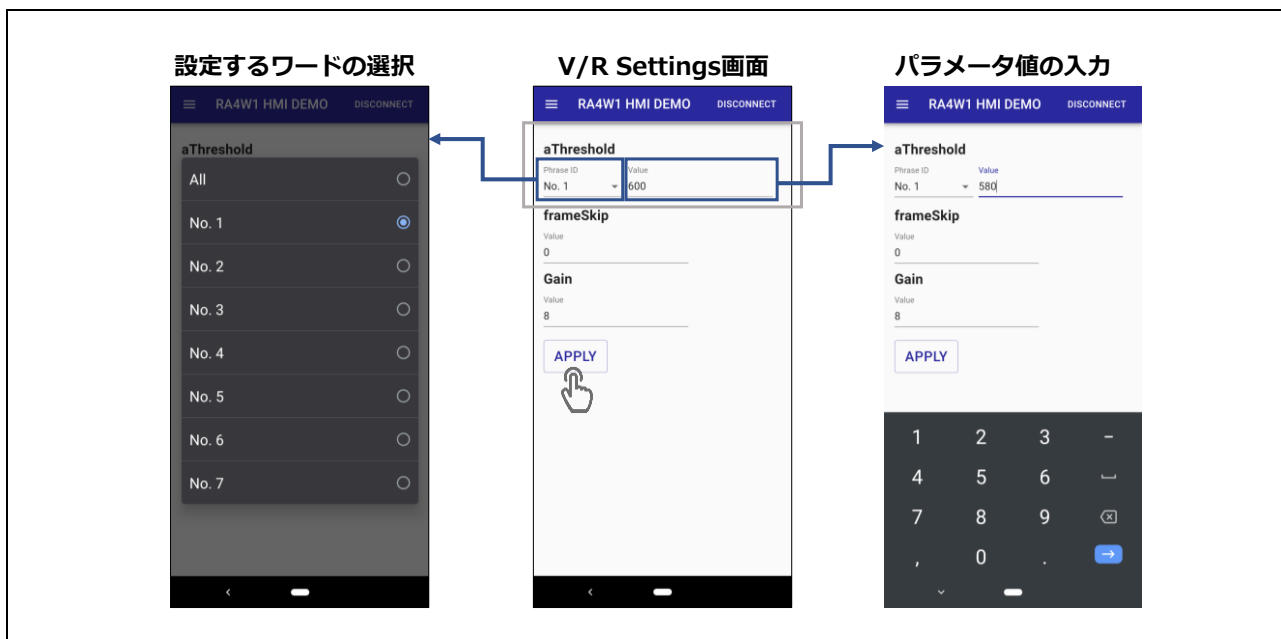 設定するワードの選択
RA4W1 HMI DEMO DISCONNECT
aThreshold
All
No. 1
No. 2
No. 3
No. 4
No. 5
No. 6
No. 7
V/R Settings画面
RA4W1 HMI DEMO DISCONNECT
aThreshold
Phrase ID Value
No. 1 600
frameSkip
Value
0
Gain
Value
8
APPLY
パラメータ値の入力
RA4W1 HMI DEMO DISCONNECT
aThreshold
Phrase ID Value
No. 1 580
frameSkip
Value
0
Gain
Value
8
APPLY
1 2 3 -
4 5 6
7 8 9
, 0 .